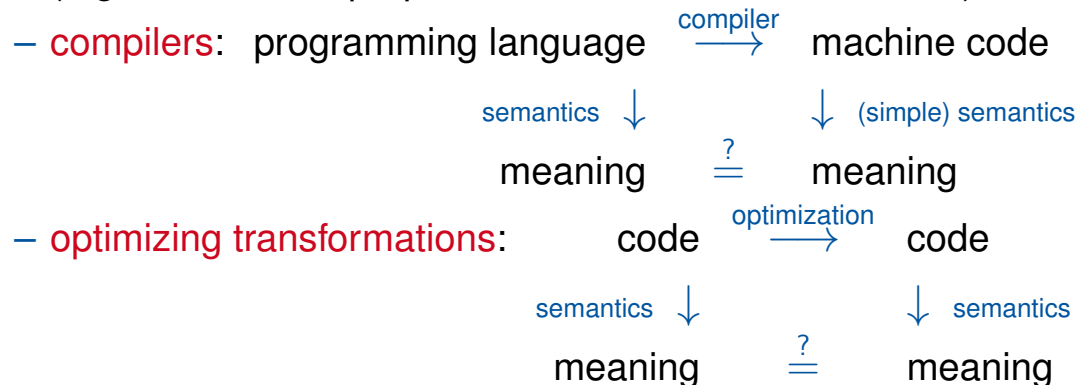 compiler
– compilers: programming language ⟶ machine code
semantics ↓ ↓ (simple) semantics
meaning ≟ meaning
optimization
– optimizing transformations: code ⟶ code
semantics ↓ ↓ semantics
meaning ≟ meaning